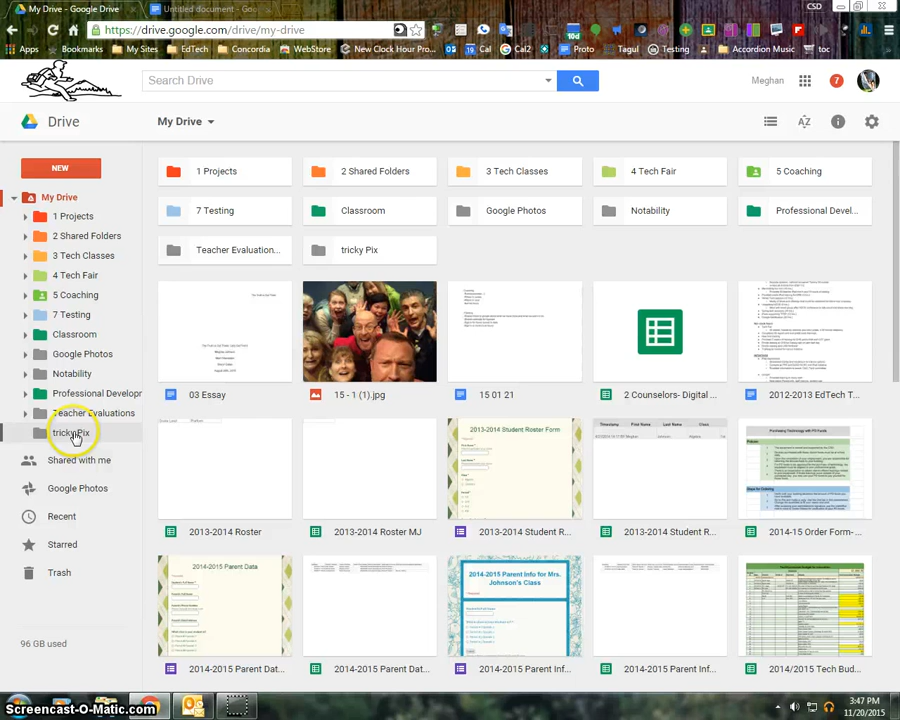 My Drive - Google Drive
Untitled document - Goo
CSD
https://drive.google.com/drive/my-drive
Apps
Bookmarks
My Sites
EdTech
Concordia
WebStore
New Clock Hour Pro...
Cal
Cal2
Proto
Tagul
Testing
Accordion Music
toc
Search Drive
Meghan
7
Drive
My Drive
NEW
My Drive
1 Projects
2 Shared Folders
3 Tech Classes
4 Tech Fair
5 Coaching
7 Testing
Classroom
Google Photos
Notability
Professional Developm
Teacher Evaluations
tricky Pix
Shared with me
Google Photos
Recent
Starred
Trash
96 GB used
1 Projects
2 Shared Folders
3 Tech Classes
4 Tech Fair
5 Coaching
7 Testing
Classroom
Google Photos
Notability
Professional Devel...
Teacher Evaluation...
tricky Pix
03 Essay
15 - 1 (1).jpg
15 01 21
2 Counselors- Digital ...
2012-2013 EdTech T...
2013-2014 Student Roster Form
2013-2014 Roster
2013-2014 Roster MJ
2013-2014 Student R...
2013-2014 Student R...
2014-15 Order Form-...
2014-2015 Parent Data
2014-2015 Parent Info for Mrs. Johnson's Class
2014-2015 Parent Dat...
2014-2015 Parent Dat...
2014-2015 Parent Inf...
2014-2015 Parent Inf...
2014/2015 Tech Bud...
Screencast-O-Matic.com
3:47 PM
11/20/2015